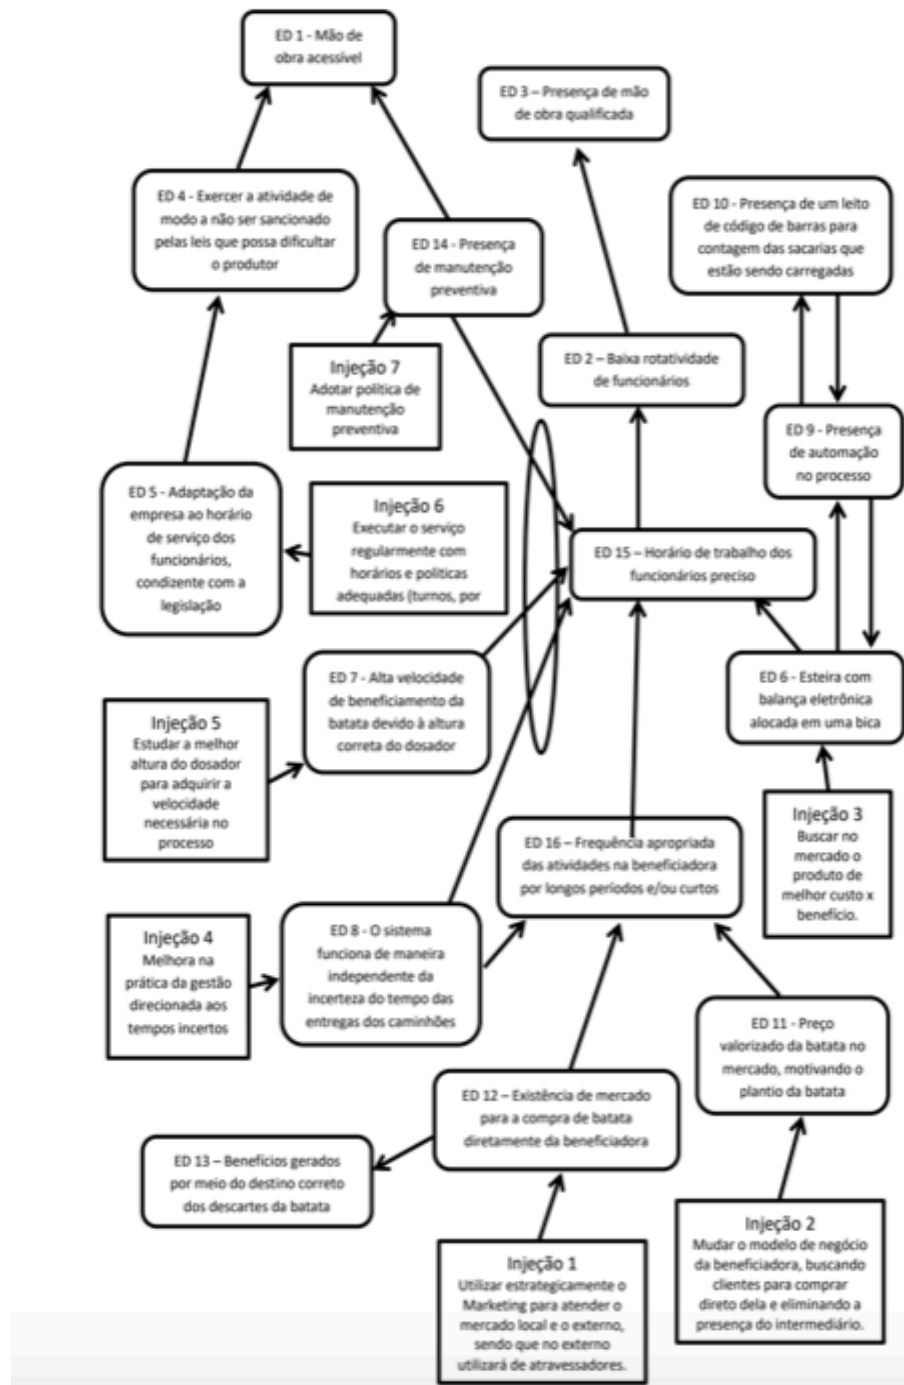 ED 1 - Mão de
obra acessível
ED 3 – Presença de mão
de obra qualificada
ED 4 - Exercer a atividade de
modo a não ser sancionado
pelas leis que possa dificultar
o produtor
ED 10 - Presença de um leito
de código de barras para
contagem das sacarias que
estão sendo carregadas
ED 14 - Presença
de manutenção
preventiva
Injeção 7
Adotar política de
manutenção
preventiva
ED 2 – Baixa rotatividade
de funcionários
ED 9 - Presença
de automação
no processo
ED 5 - Adaptação da
empresa ao horário
de serviço dos
funcionários,
condizente com a
legislação
Injeção 6
Executar o serviço
regularmente com
horários e politicas
adequadas (turnos, por
ED 15 – Horário de trabalho dos
funcionários preciso
ED 7 - Alta velocidade
de beneficiamento da
batata devido à altura
correta do dosador
ED 6 - Esteira com
balança eletrônica
alocada em uma bica
Injeção 5
Estudar a melhor
altura do dosador
para adquirir a
velocidade
necessária no
processo
Injeção 3
Buscar no
mercado o
produto de
melhor custo x
benefício.
ED 16 – Frequência apropriada
das atividades na beneficiadora
por longos períodos e/ou curtos
Injeção 4
Melhora na
prática da gestão
direcionada aos
tempos incertos
ED 8 - O sistema
funciona de maneira
independente da
incerteza do tempo das
entregas dos caminhões
ED 11 - Preço
valorizado da batata no
mercado, motivando o
plantio da batata
ED 12 – Existência de mercado
para a compra de batata
diretamente da beneficiadora
ED 13 – Benefícios gerados
por meio do destino correto
dos descartes da batata
Injeção 1
Utilizar estrategicamente o
Marketing para atender o
mercado local e o externo,
sendo que no externo
utilizará de atravessadores.
Injeção 2
Mudar o modelo de negócio
da beneficiadora, buscando
clientes para comprar
direto dela e eliminando a
presença do intermediário.